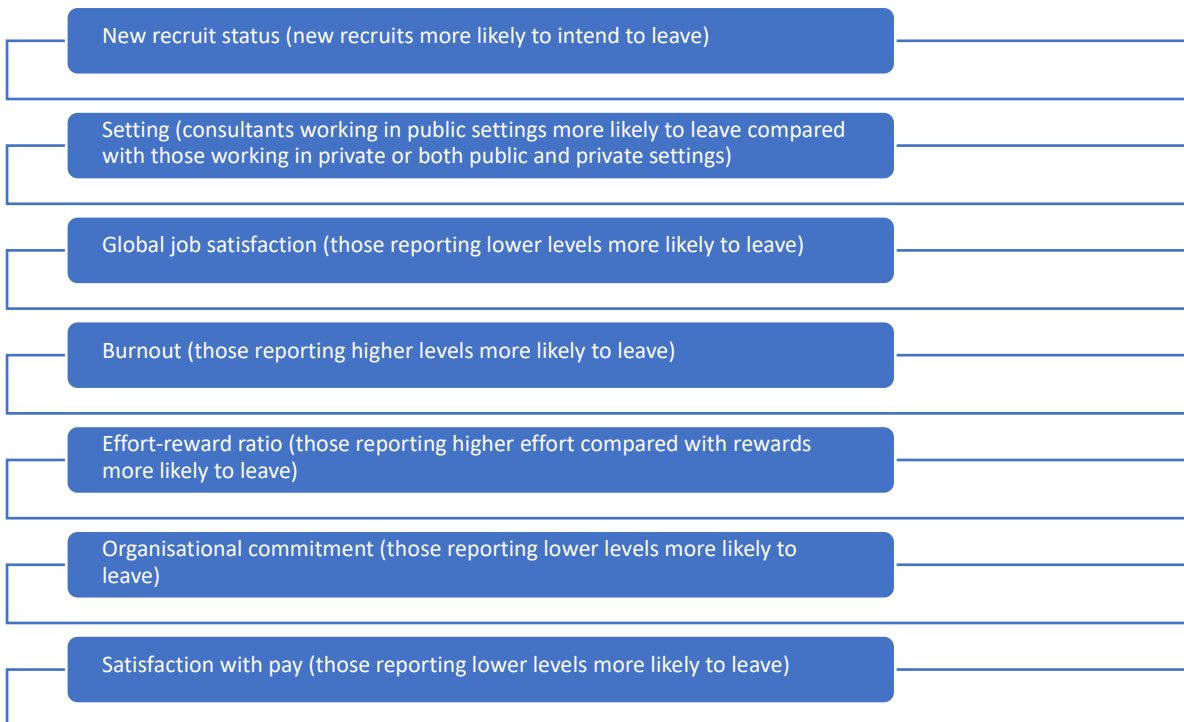 New recruit status (new recruits more likely to intend to leave)
Setting (consultants working in public settings more likely to leave compared
with those working in private or both public and private settings)
Global job satisfaction (those reporting lower levels more likely to leave)
Burnout (those reporting higher levels more likely to leave)
Effort-reward ratio (those reporting higher effort compared with rewards
more likely to leave)
Organisational commitment (those reporting lower levels more likely to
leave)
Satisfaction with pay (those reporting lower levels more likely to leave)